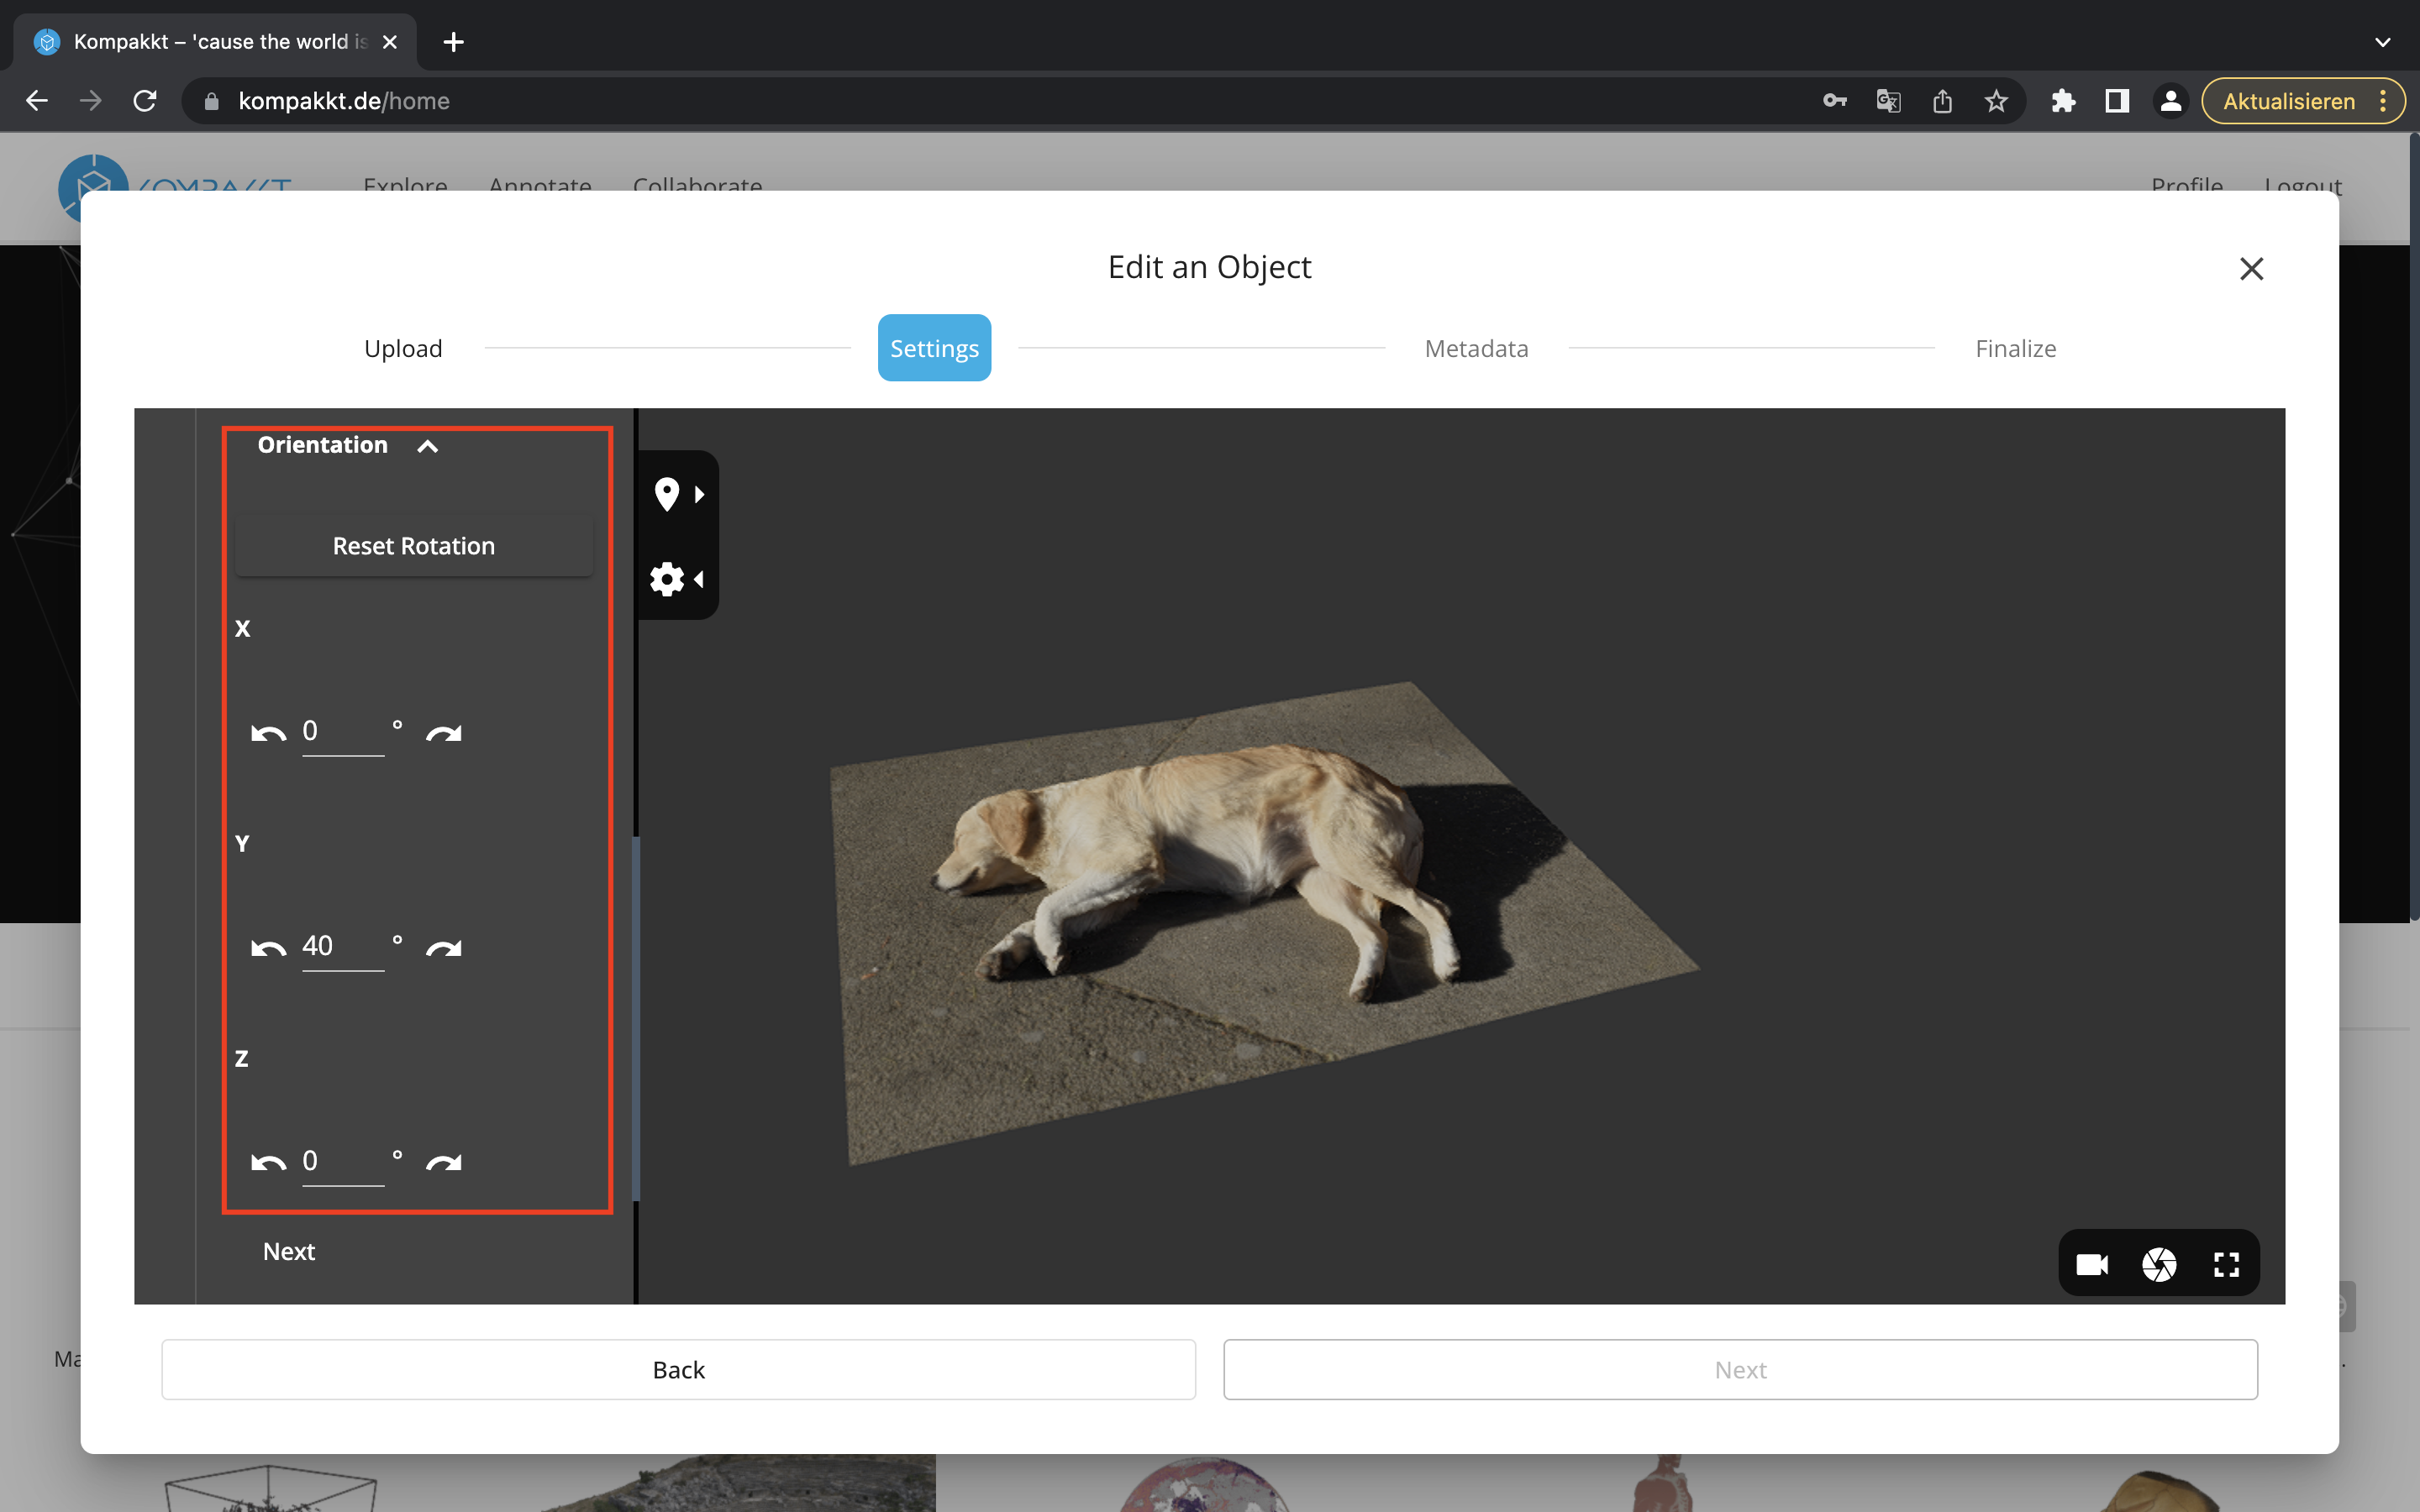 Kompakkt – 'cause the world is
kompakkt.de/home
Aktualisieren
KOMPAKKT
Explore
Annotate
Collaborate
Profile
Logout
Edit an Object
Upload
Settings
Metadata
Finalize
Orientation
Reset Rotation
X
0 °
Y
40 °
Z
0 °
Next
Back
Next